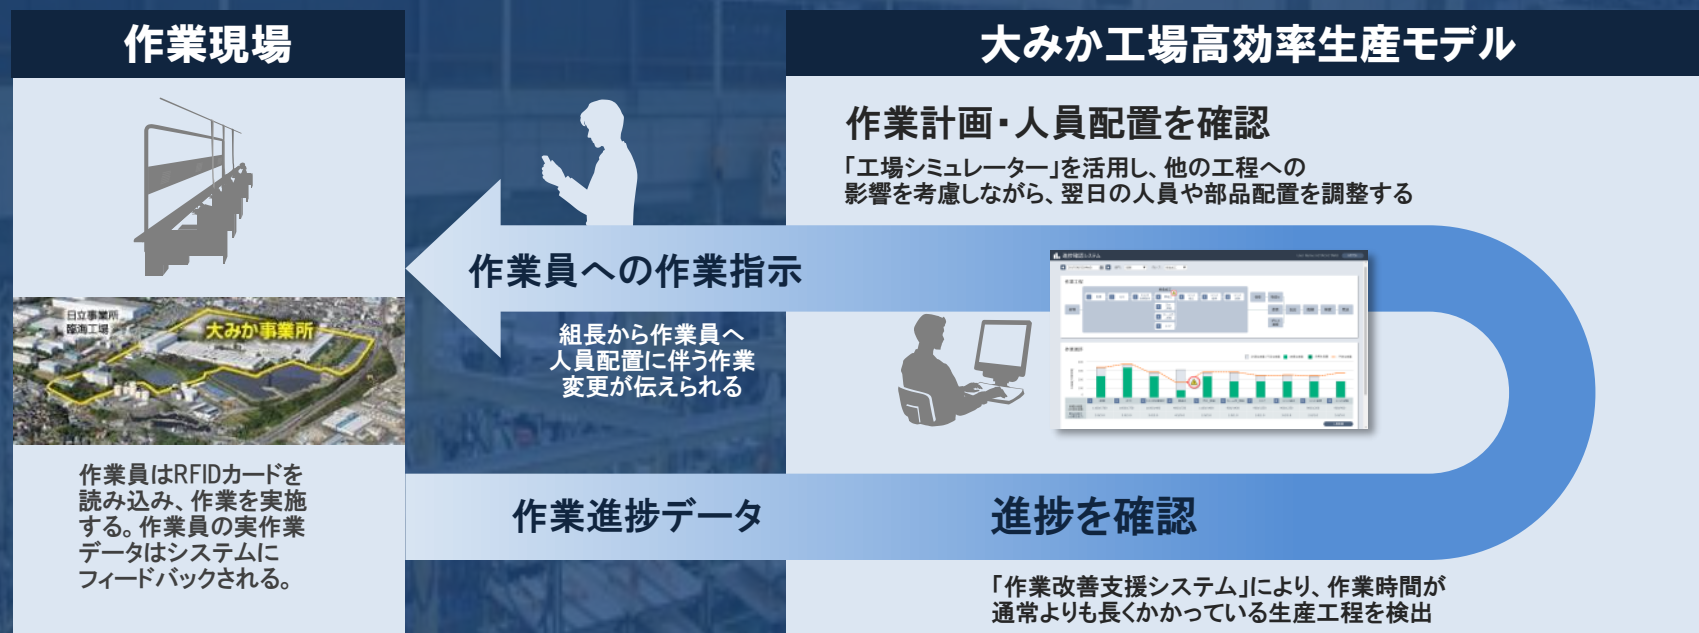 作業現場
日立事業所
臨海工場
大みか事業所
作業員はRFIDカードを
読み込み、作業を実施
する。作業員の実作業
データはシステムに
フィードバックされる。
大みか工場高効率生産モデル
作業計画・人員配置を確認
「工場シミュレーター」を活用し、他の工程への
影響を考慮しながら、翌日の人員や部品配置を調整する
作業員への作業指示
組長から作業員へ
人員配置に伴う作業
変更が伝えられる
作業進捗データ
進捗を確認
「作業改善支援システム」により、作業時間が
通常よりも長くかかっている生産工程を検出